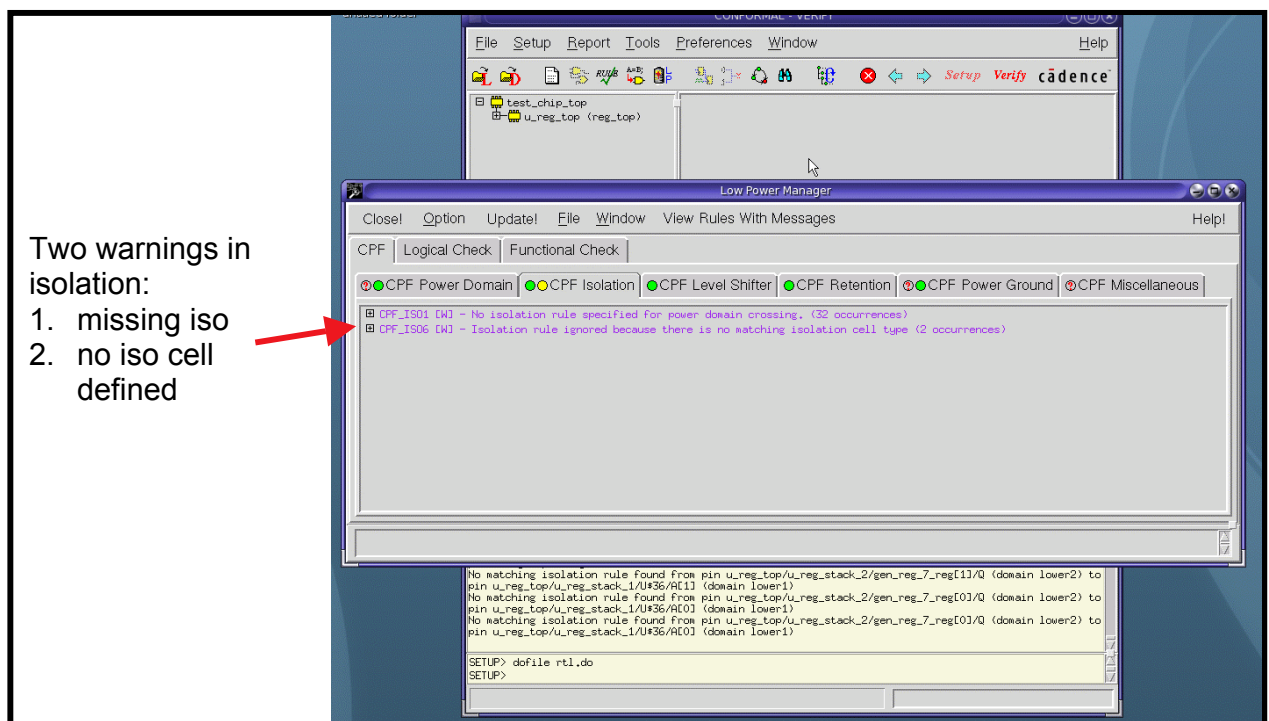 CONFORMAL - VERIFY
File Setup Report Tools Preferences Window Help
Setup Verify cādence
test_chip_top
u_reg_top (reg_top)
Low Power Manager
Close! Option Update! File Window View Rules With Messages Help!
CPF Logical Check Functional Check
CPF Power Domain CPF Isolation CPF Level Shifter CPF Retention CPF Power Ground CPF Miscellaneous
CPF_ISO1 [W] - No isolation rule specified for power domain crossing. (32 occurrences)
CPF_ISO6 [W] - Isolation rule ignored because there is no matching isolation cell type (2 occurrences)
Two warnings in
isolation:
1. missing iso
2. no iso cell
defined
No matching isolation rule found from pin u_reg_top/u_reg_stack_2/gen_reg_7_reg[1]/Q (domain lower2) to
pin u_reg_top/u_reg_stack_1/U#36/A[1] (domain lower1)
No matching isolation rule found from pin u_reg_top/u_reg_stack_2/gen_reg_7_reg[0]/Q (domain lower2) to
pin u_reg_top/u_reg_stack_1/U#36/A[0] (domain lower1)
No matching isolation rule found from pin u_reg_top/u_reg_stack_2/gen_reg_7_reg[0]/Q (domain lower2) to
pin u_reg_top/u_reg_stack_1/U#36/A[0] (domain lower1)
SETUP> dofile rtl.do
SETUP>